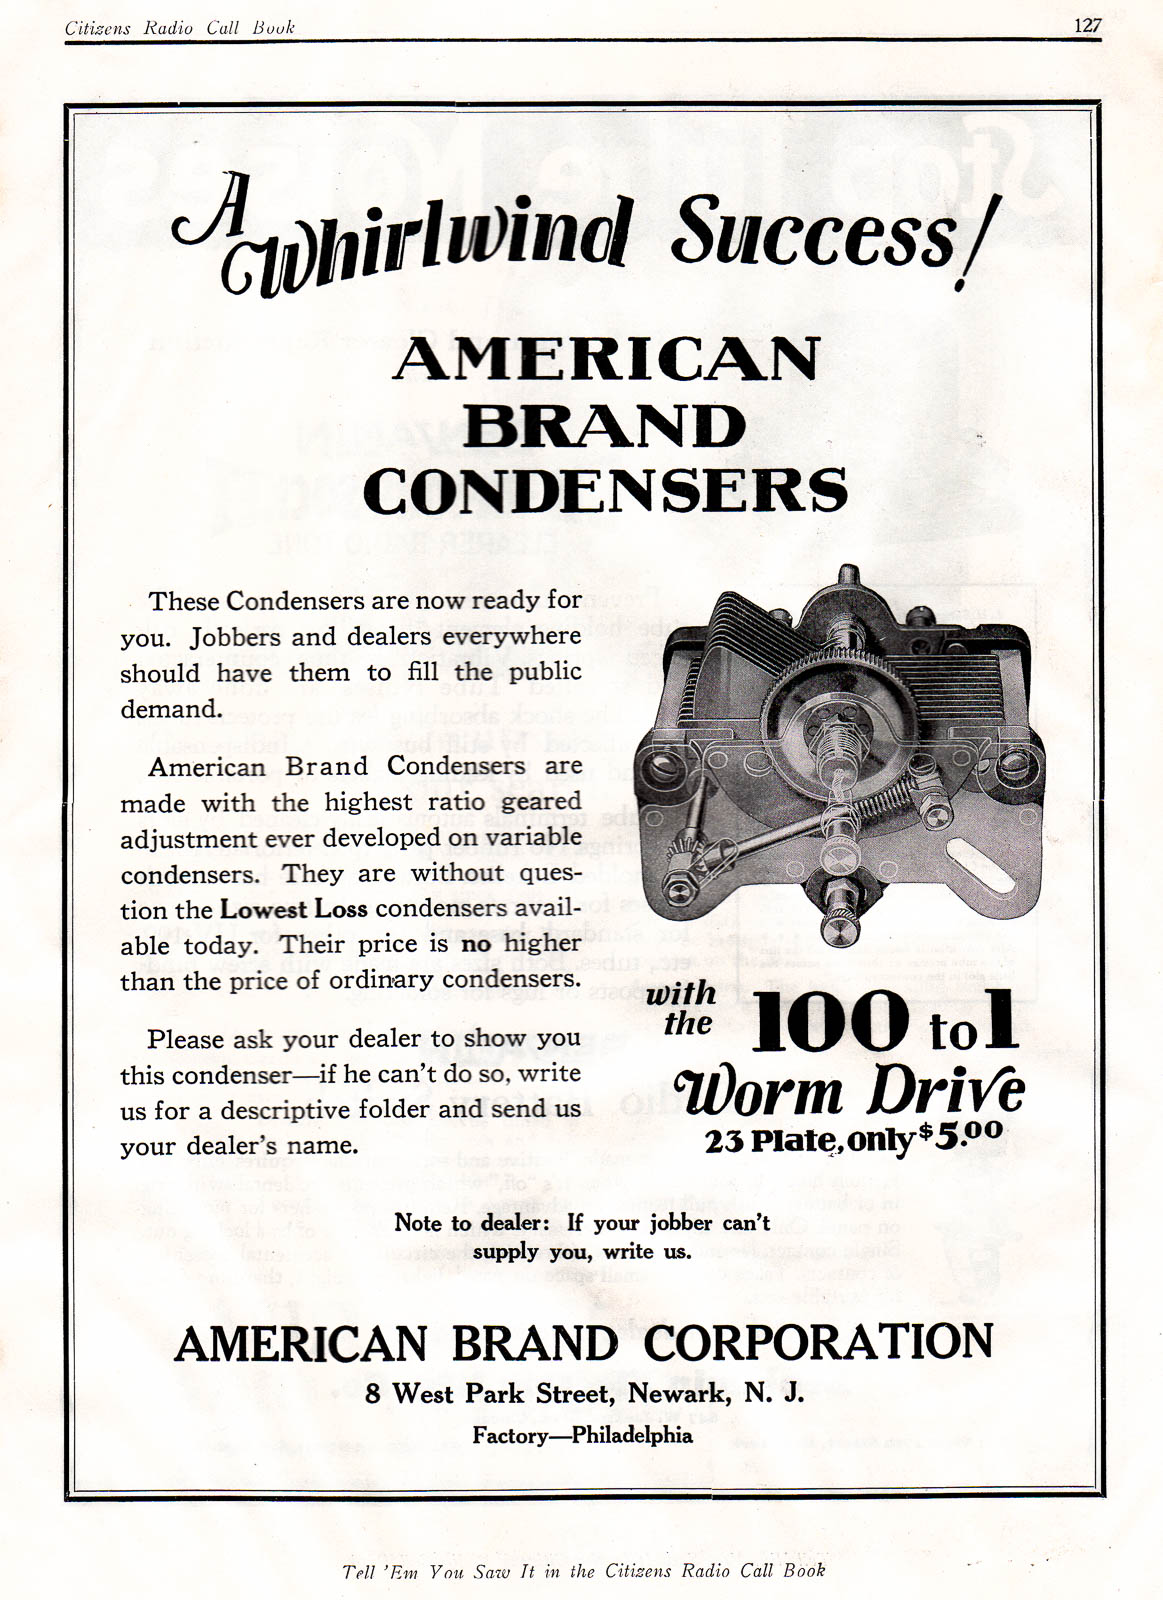 Citizens Radio Call Book
127
A
Whirlwind Success!
AMERICAN
BRAND
CONDENSERS
These Condensers are now ready for
you. Jobbers and dealers everywhere
should have them to fill the public
demand.
American Brand Condensers are
made with the highest ratio geared
adjustment ever developed on variable
condensers. They are without ques-
tion the Lowest Loss condensers avail-
able today. Their price is no higher
than the price of ordinary condensers.
Please ask your dealer to show you
this condenser—if he can't do so, write
us for a descriptive folder and send us
your dealer's name.
with
the 100 to 1
Worm Drive
23 Plate, only $5.00
Note to dealer: If your jobber can't
supply you, write us.
AMERICAN BRAND CORPORATION
8 West Park Street, Newark, N. J.
Factory—Philadelphia
Tell 'Em You Saw It in the Citizens Radio Call Book